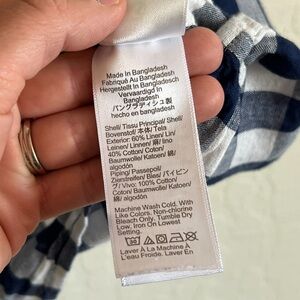 Made In Bangladesh
Fabriqué Au Bangladesh
Hergestellt In Bangladesch
Vervaardigd In
Bangladesh
バングラディシュ製
hecho en bangladesh
Shell/ Tissu Principal/ Shell/
Bovenstof/ 本体/ Tela
Exterior: 60% Linen/ Lin/
Leinen/ Linnen/ 麻/ lino
40% Cotton/ Coton/
Baumwolle/ Katoen/ 綿/
algodón
Piping/ Passepoil/
Paspel/ Bies/ パイピン
グ/ Vivo: 100% Cotton/
Coton/ Baumwolle/ Katoen/
綿/ algodón
Machine Wash Cold. With
Like Colors. Non-chlorine
Bleach Only. Tumble Dry
Low. Iron On Lowest
Setting.
Laver À La Machine À
L'eau Froide. Laver En